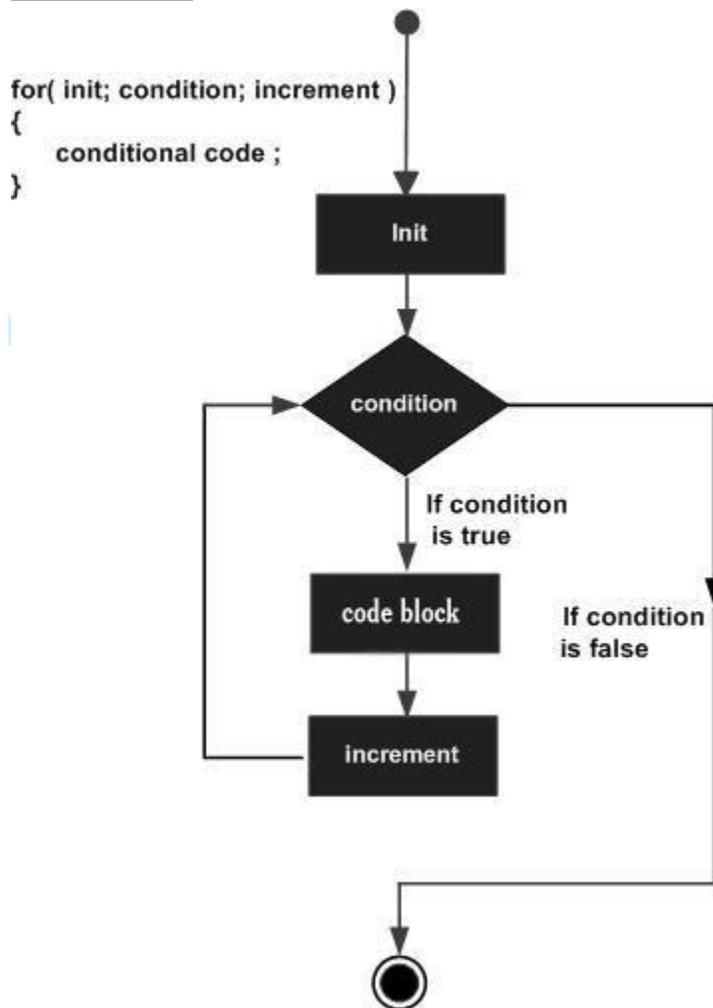 for( init; condition; increment )
{
conditional code ;
}
Init
condition
If condition
is true
code block
If condition
is false
increment